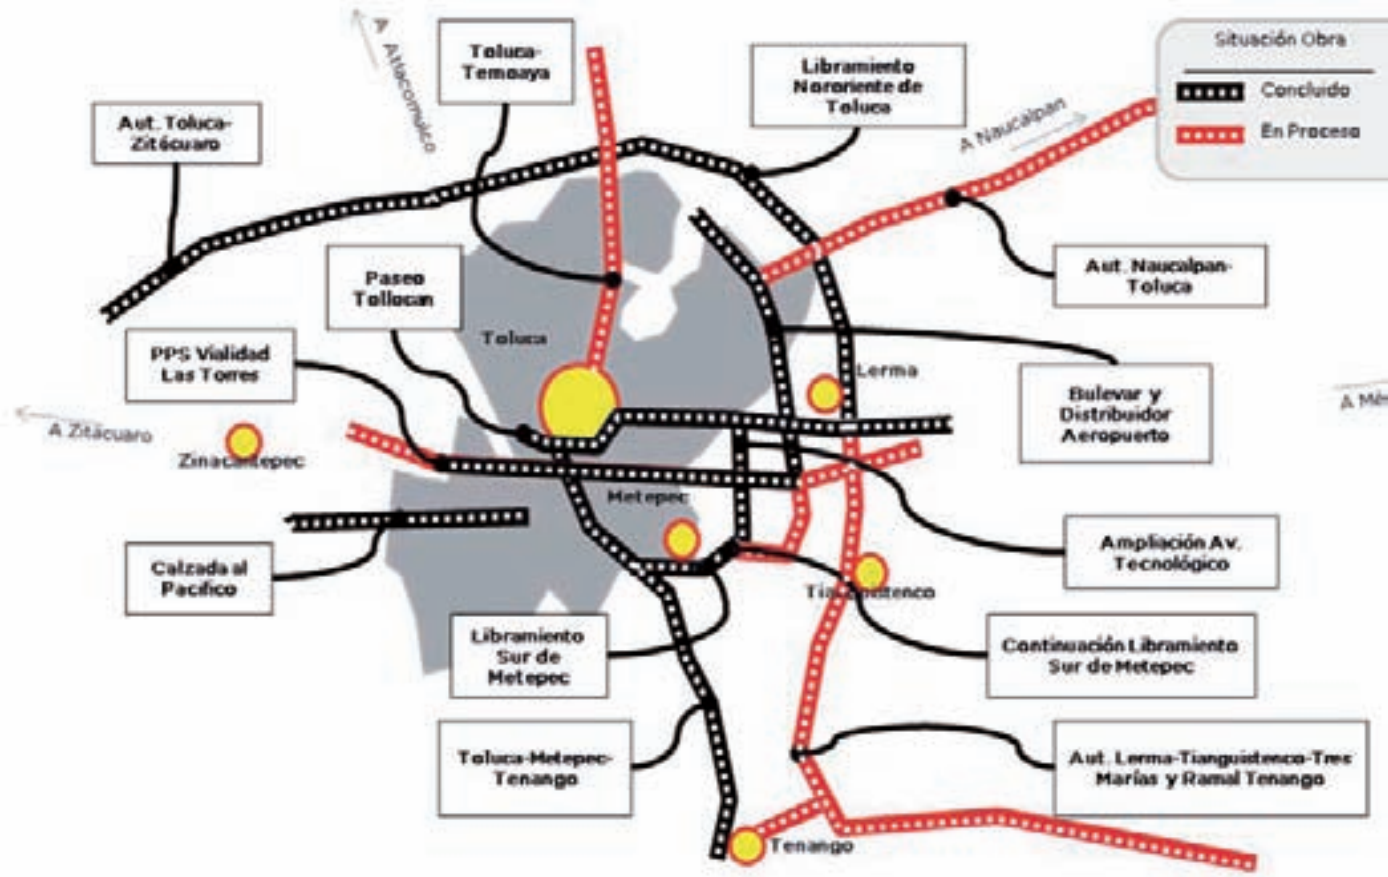 A Atlacomulco
Toluca-
Temoaya
Libramiento
Nororiente de
Toluca
Situación Obra
Concluido
En Proceso
A Naucalpan
Aut. Toluca-
Zitácuaro
Paseo
Tollocan
Aut. Naucalpan-
Toluca
Toluca
PPS Vialidad
Las Torres
Lerma
Bulevar y
Distribuidor
Aeropuerto
A Zitácuaro
Zinacantepec
Metepec
Calzada al
Pacífico
Ampliación Av.
Tecnológico
Libramiento
Sur de
Metepec
Continuación Libramiento
Sur de Metepec
Toluca-Metepec-
Tenango
Aut. Lerma-Tianguistenco-Tres
Marías y Ramal Tenango
Tenango